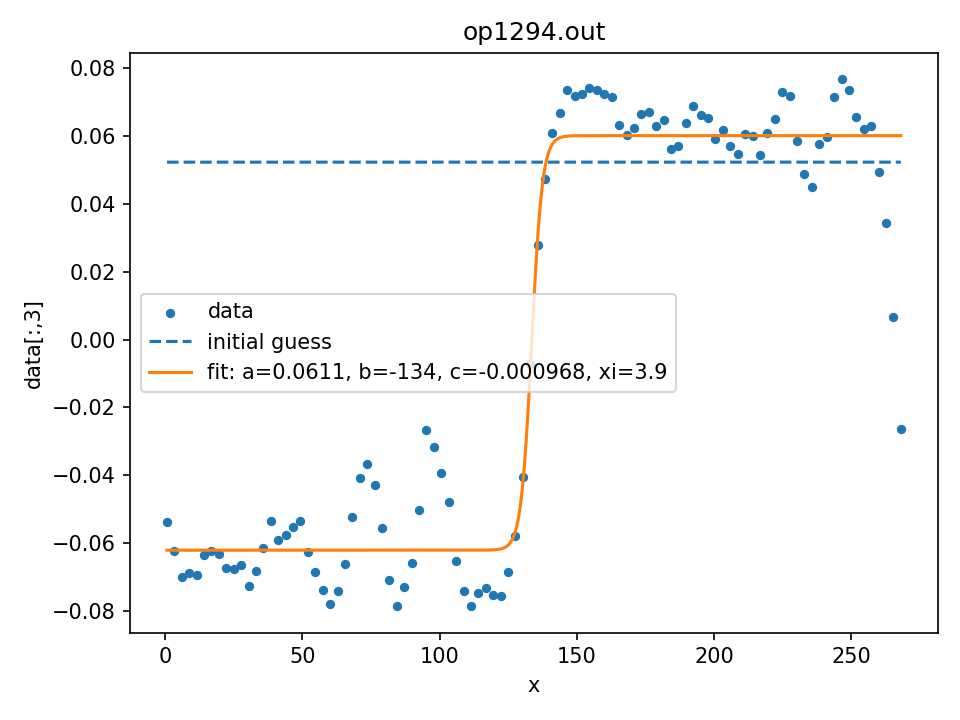 op1294.out
0.08
0.06
0.04
0.02
0.00
−0.02
−0.04
−0.06
−0.08
data[:,3]
data
initial guess
fit: a=0.0611, b=-134, c=-0.000968, xi=3.9
0 50 100 150 200 250
x